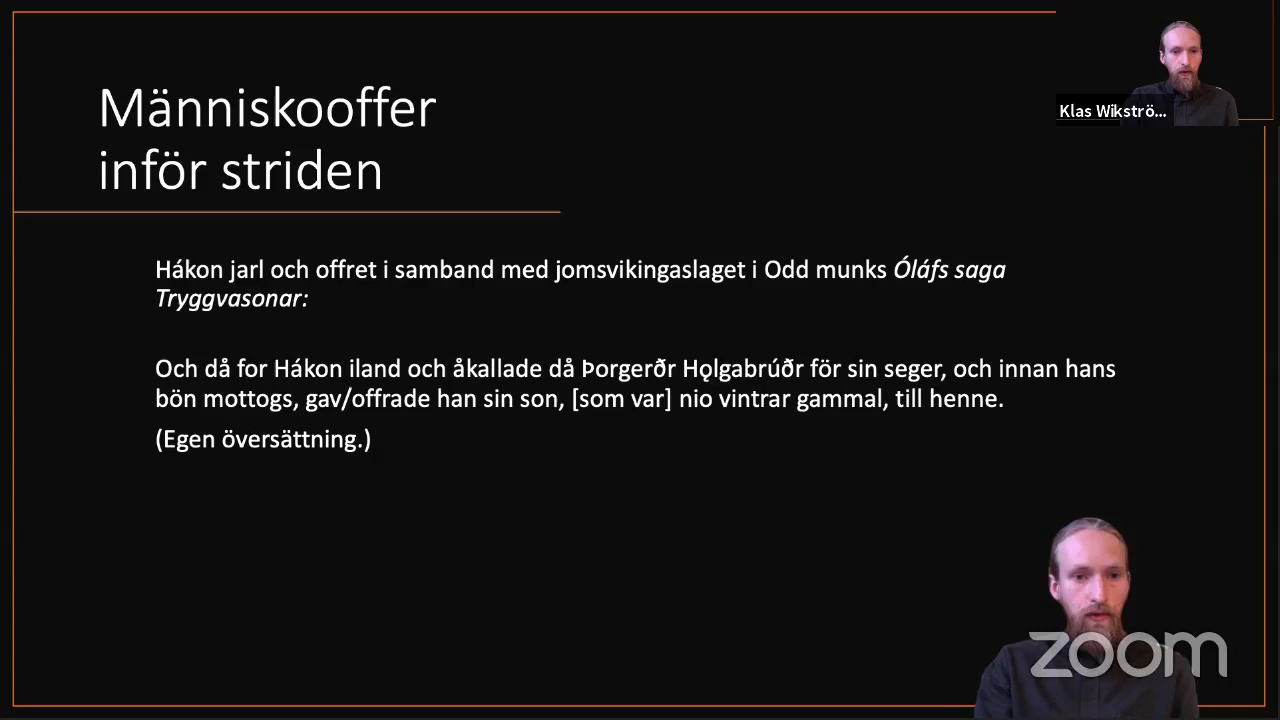 Människooffer
inför striden
Klas Wikströ...
Hákon jarl och offret i samband med jomsvikingaslaget i Odd munks Óláfs saga
Tryggvasonar:
Och då for Hákon iland och åkallade då Þorgerðr Hǫlgabrúðr för sin seger, och innan hans
bön mottogs, gav/offrade han sin son, [som var] nio vintrar gammal, till henne.
(Egen översättning.)
zoom